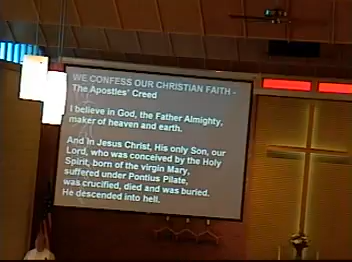 WE CONFESS OUR CHRISTIAN FAITH -
The Apostles' Creed
I believe in God, the Father Almighty,
maker of heaven and earth.
And in Jesus Christ, His only Son, our
Lord, who was conceived by the Holy
Spirit, born of the virgin Mary,
suffered under Pontius Pilate,
was crucified, died and was buried.
He descended into hell.